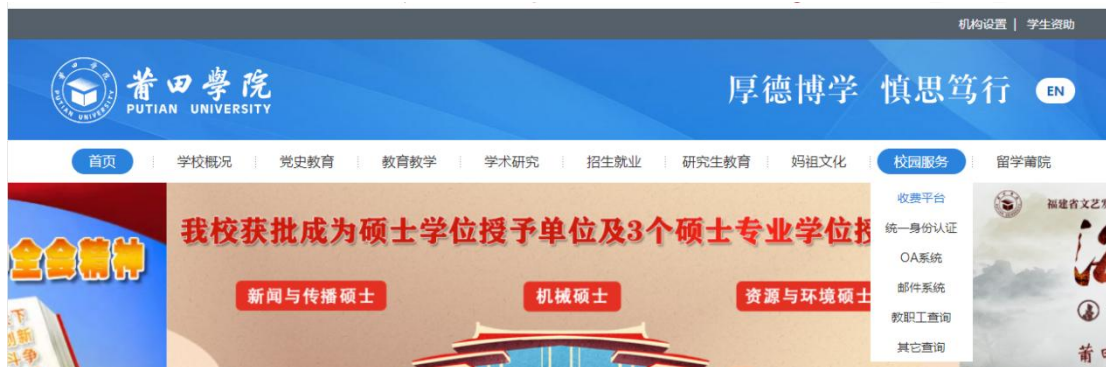 机构设置 | 学生资助
莆田學院
PUTIAN UNIVERSITY
厚德博学 慎思笃行 EN
首页 学校概况 党史教育 教育教学 学术研究 招生就业 研究生教育 妈祖文化 校园服务 留学莆院
收费平台
统一身份认证
OA系统
邮件系统
教职工查询
其它查询
全会精神
我校获批成为硕士学位授予单位及3个硕士专业学位授
新闻与传播硕士 机械硕士 资源与环境硕士
福建省文艺
莆